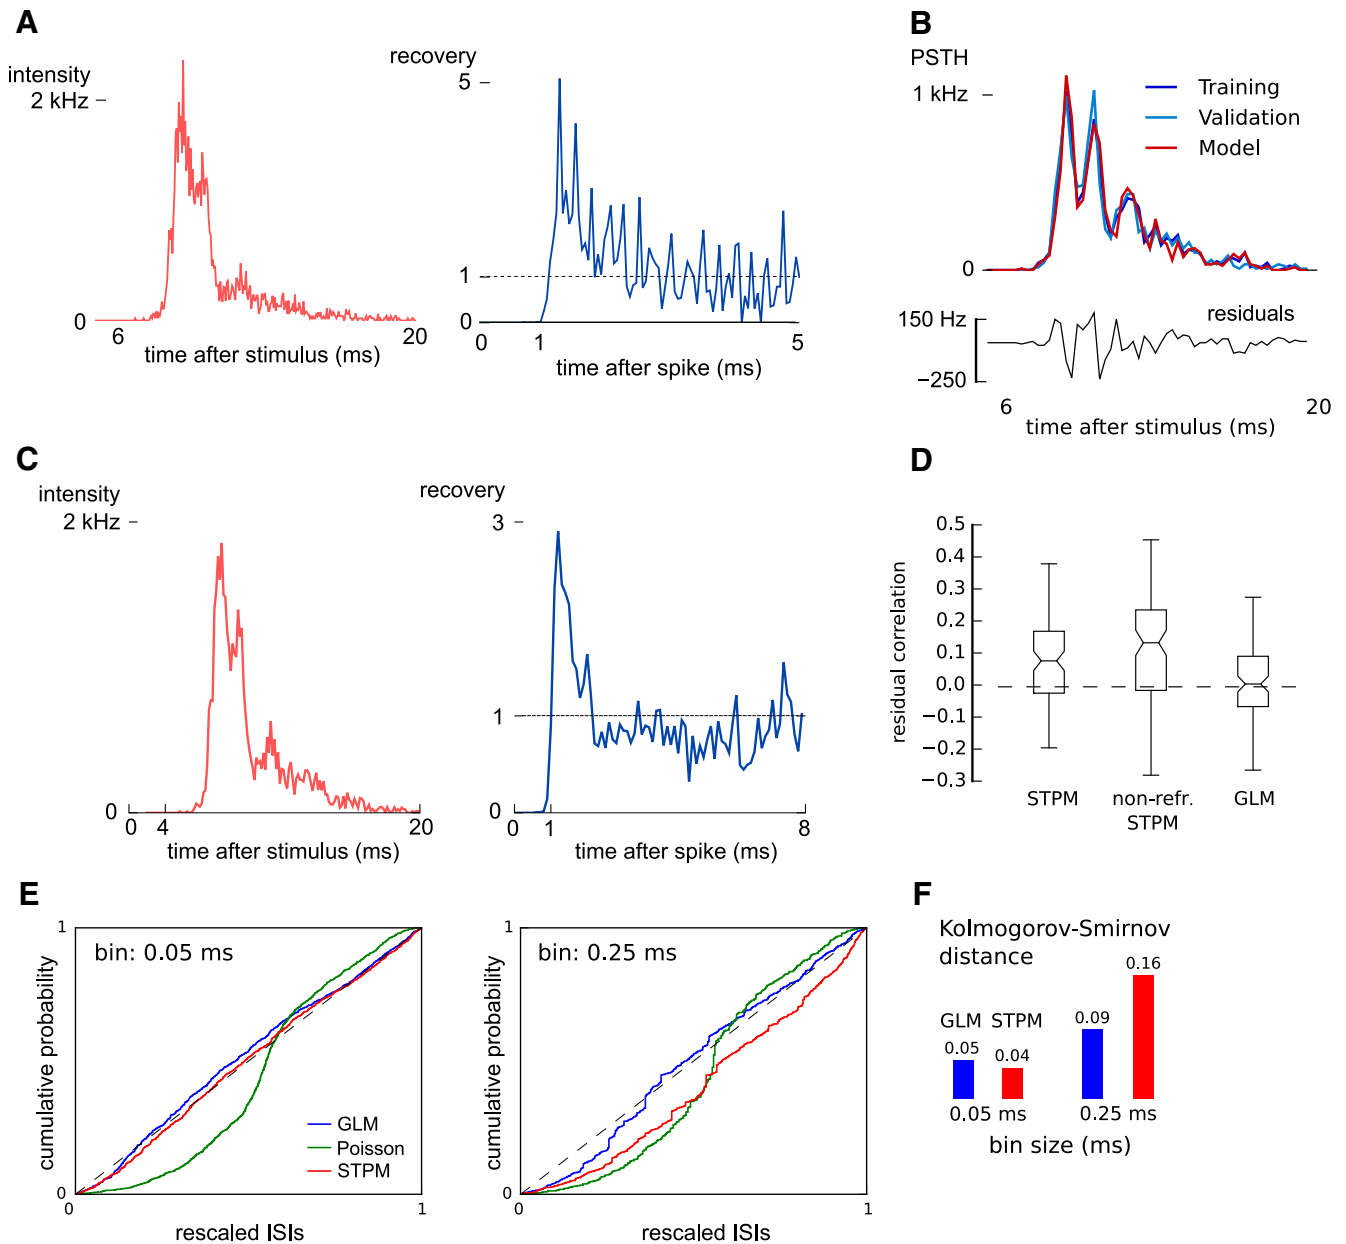 A
intensity
2 kHz
0
6
20
time after stimulus (ms)
recovery
5
1
0
0
1
5
time after spike (ms)
B
PSTH
1 kHz
0
Training
Validation
Model
residuals
150 Hz
−250
6
20
time after stimulus (ms)
C
intensity
2 kHz
0
0
4
20
time after stimulus (ms)
recovery
3
1
0
0
1
8
time after spike (ms)
D
residual correlation
0.5
0.4
0.3
0.2
0.1
0.0
−0.1
−0.2
−0.3
STPM
non-refr.
STPM
GLM
E
cumulative probability
1
0
bin: 0.05 ms
GLM
Poisson
STPM
0
1
rescaled ISIs
cumulative probability
1
0
bin: 0.25 ms
0
1
rescaled ISIs
F
Kolmogorov-Smirnov
distance
GLM STPM
0.05
0.04
0.09
0.16
0.05 ms
0.25 ms
bin size (ms)